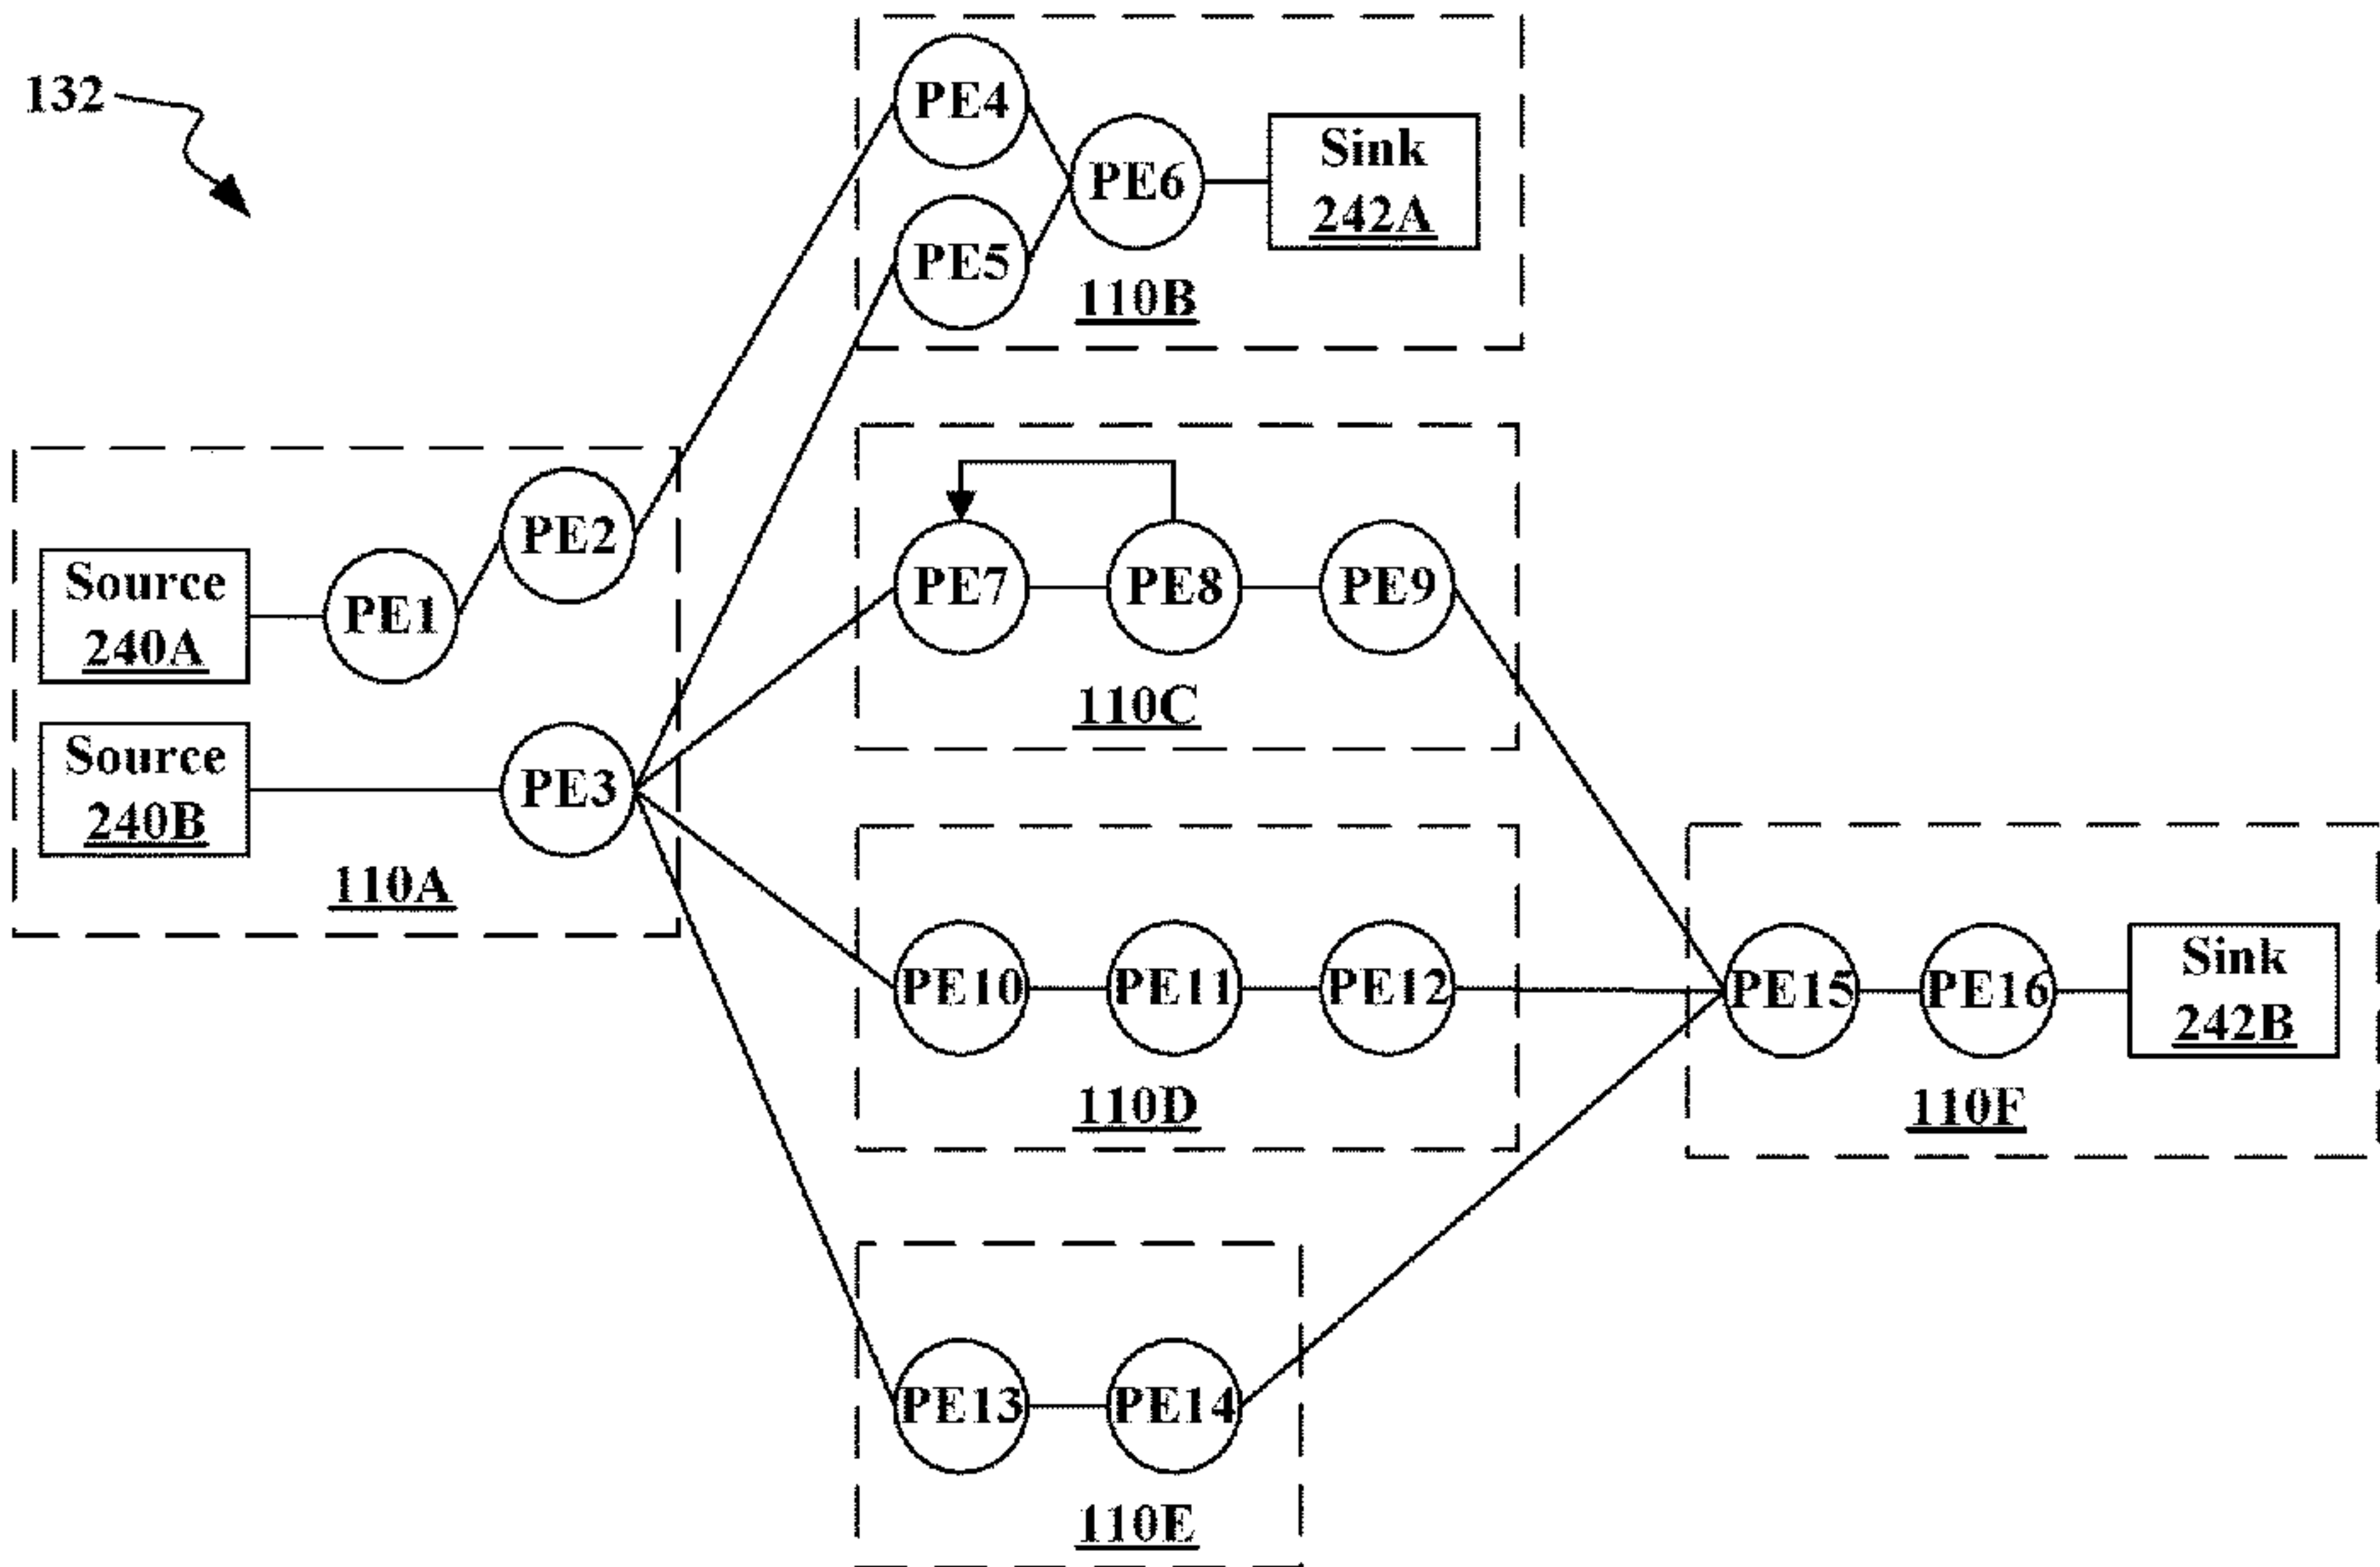 132
PE4
PE5
PE6
Sink
242A
110B
Source
240A
PE1
PE2
Source
240B
PE3
110A
PE7
PE8
PE9
110C
PE10
PE11
PE12
110D
PE13
PE14
110E
PE15
PE16
Sink
242B
110F